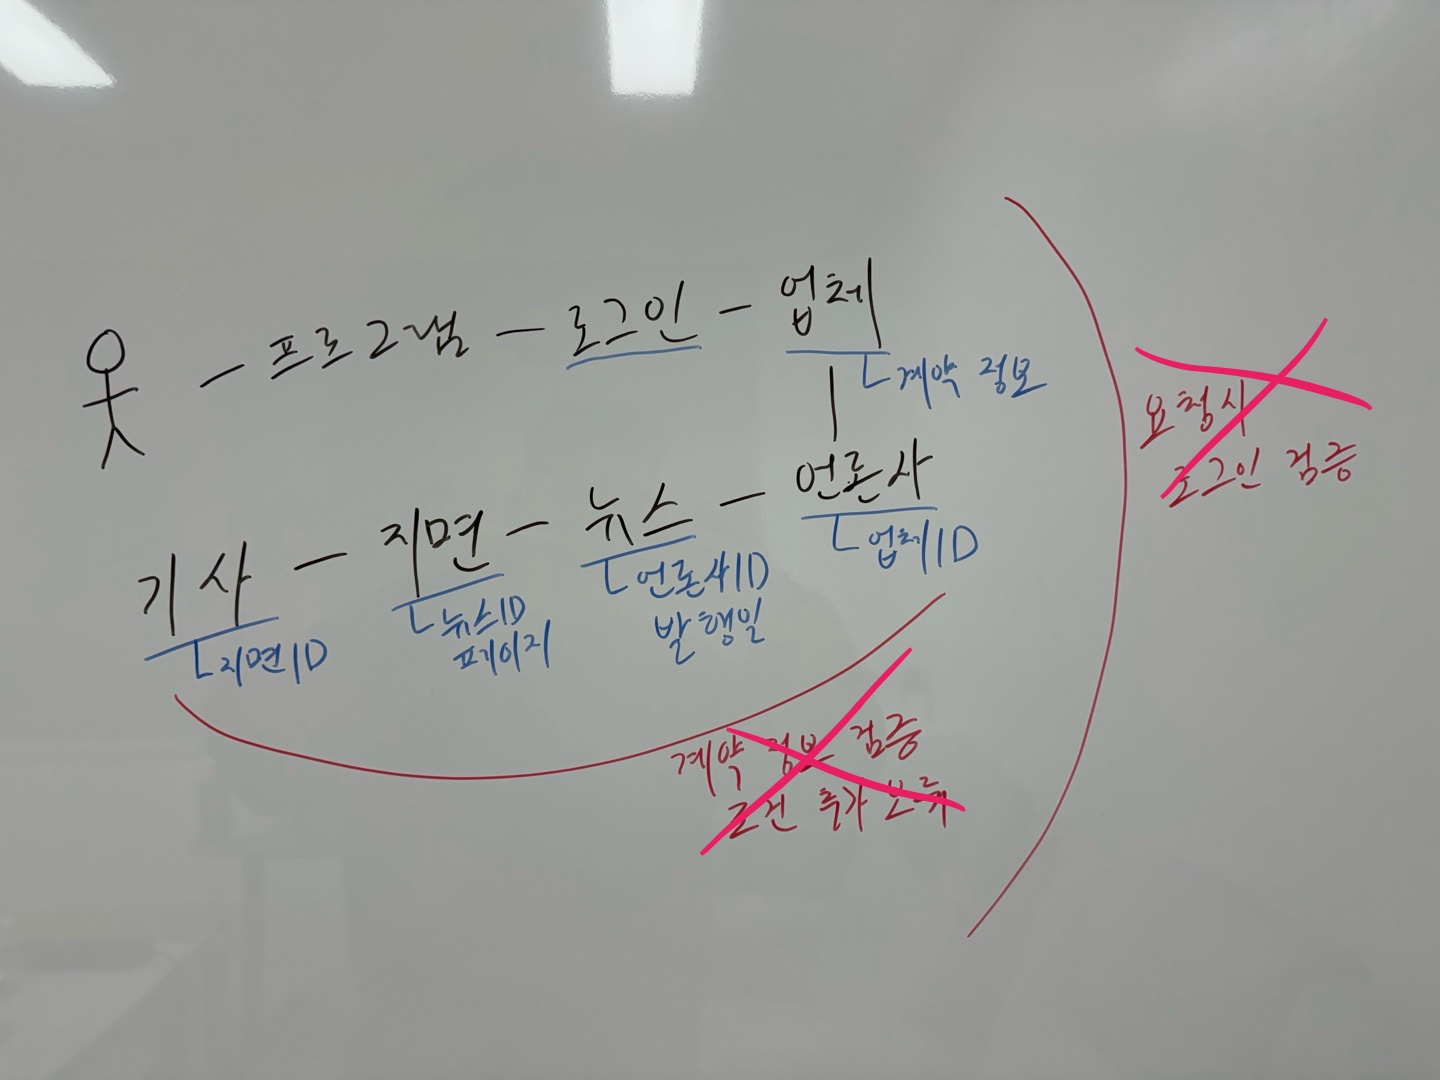 프로그램 - 로그인 - 업체
계약 정보
기사 - 지면 - 뉴스 - 언론사
지면ID
뉴스ID
페이지
언론사ID
발행일
업체ID
요청시
로그인 검증
계약 정보 검증
조건 추가 오류